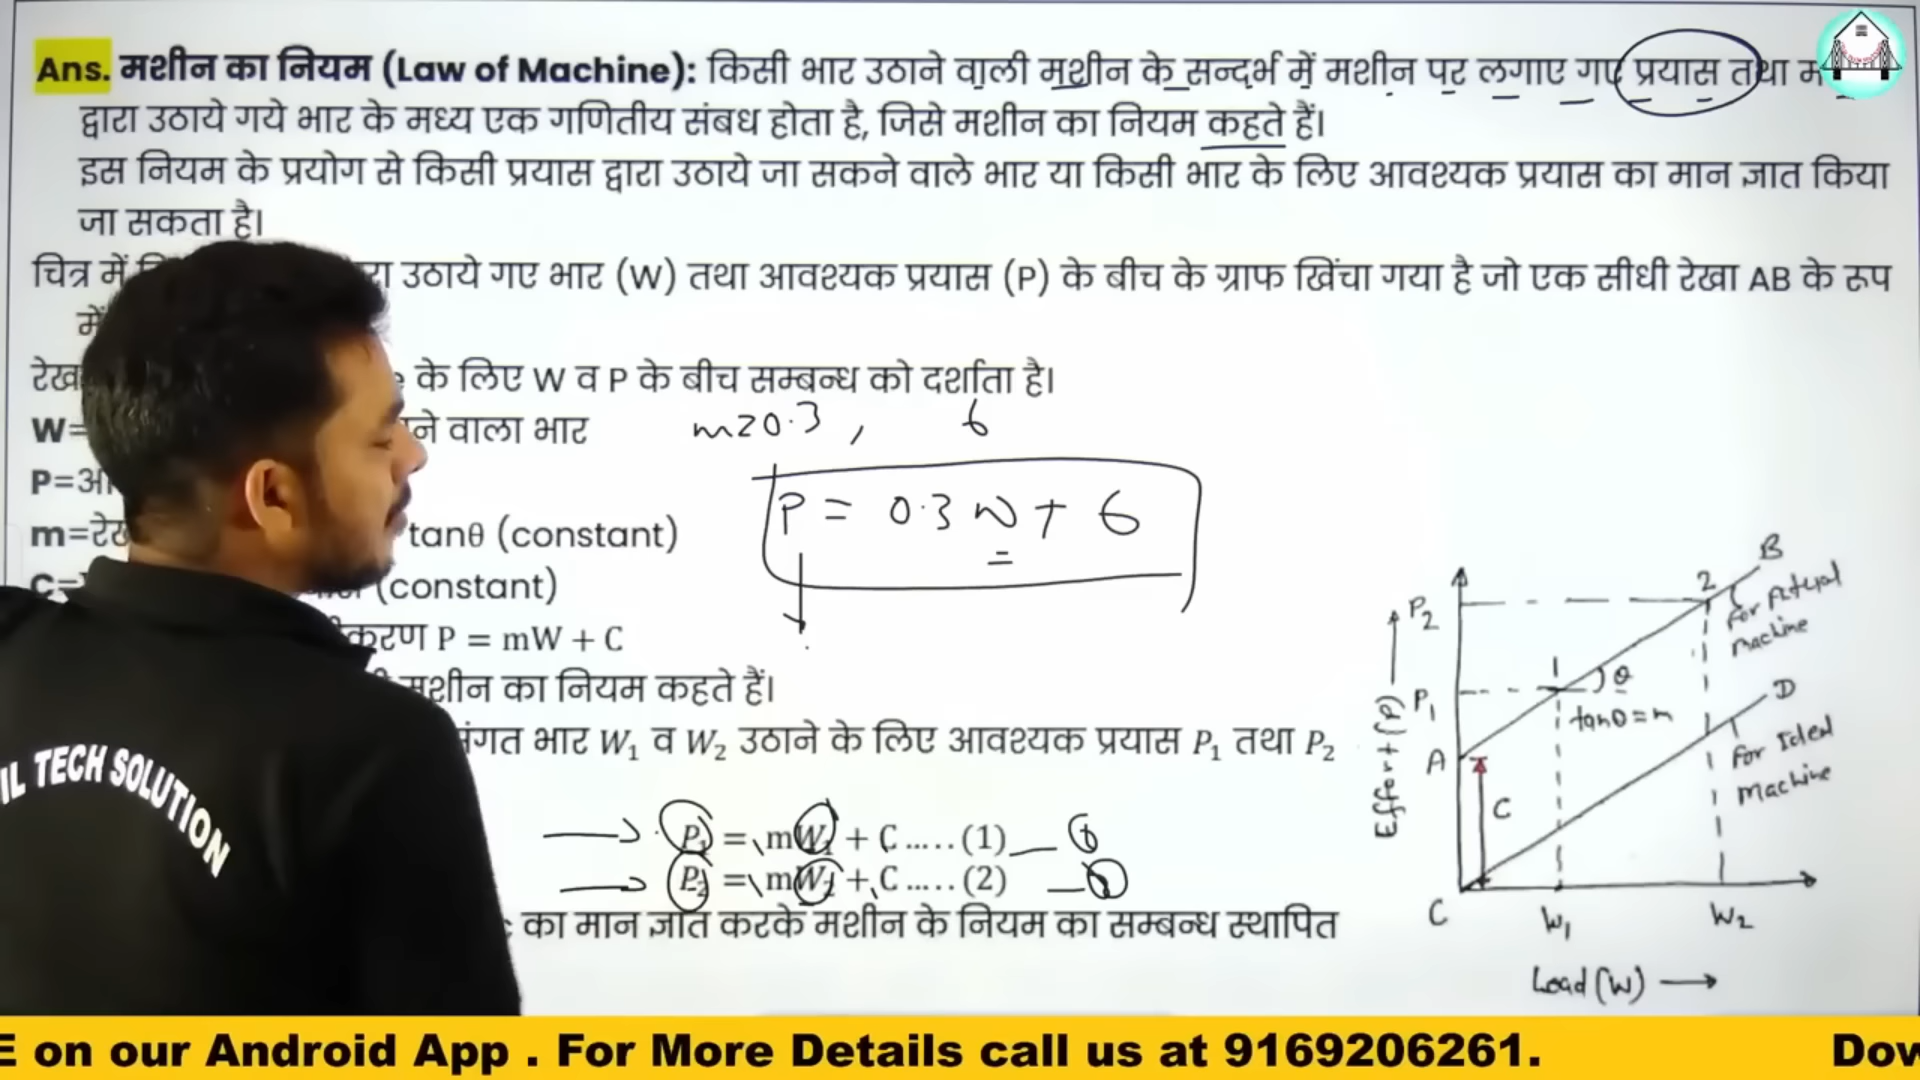 Ans. मशीन का नियम (Law of Machine): किसी भार उठाने वाली मशीन के सन्दर्भ में मशीन पर लगाए गए प्रयास तथा
द्वारा उठाये गये भार के मध्य एक गणितीय संबध होता है, जिसे मशीन का नियम कहते हैं।
इस नियम के प्रयोग से किसी प्रयास द्वारा उठाये जा सकने वाले भार या किसी भार के लिए आवश्यक प्रयास का मान ज्ञात किया
जा सकता है।
चित्र में उठाये गए भार (W) तथा आवश्यक प्रयास (P) के बीच के ग्राफ खिंचा गया है जो एक सीधी रेखा AB के रूप
में
के लिए W व P के बीच सम्बन्ध को दर्शाता है।
W= वाला भार
m=0.3, 6
P=
P = 0.3 W + 6
m= tanθ (constant)
C= (constant)
P = mW + C
मशीन का नियम कहते हैं।
भार W₁ व W₂ उठाने के लिए आवश्यक प्रयास P₁ तथा P₂
P₁ = mW₁ + C.....(1)
P₂ = mW₂ + C.....(2)
का मान ज्ञात करके मशीन के नियम का सम्बन्ध स्थापित
B
2
For Actual
Machine
P₂
1
θ
P₁
tanθ=m
D
A
For Ideal
Machine
C
Effort (P)
C
W₁
W₂
Load (W)
IL TECH SOLUTION
E on our Android App . For More Details call us at 9169206261. Dow